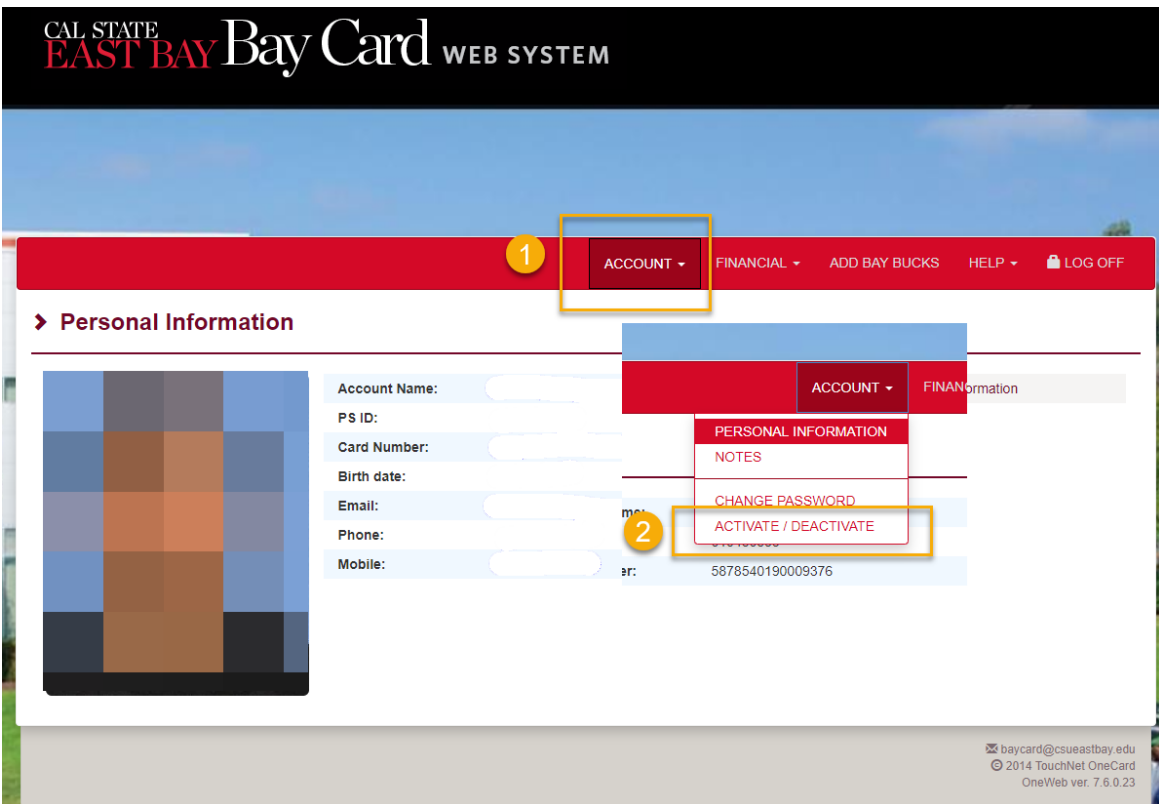 CAL STATE
EAST BAY Bay Card WEB SYSTEM
1
ACCOUNT FINANCIAL ADD BAY BUCKS HELP LOG OFF
Personal Information
Account Name:
PS ID:
Card Number:
Birth date:
Email:
Phone:
Mobile:
ACCOUNT FINAN
ormation
PERSONAL INFORMATION
NOTES
CHANGE PASSWORD
me:
2
ACTIVATE / DEACTIVATE
er: 5878540190009376
baycard@csueastbay.edu
© 2014 TouchNet OneCard
OneWeb ver. 7.6.0.23